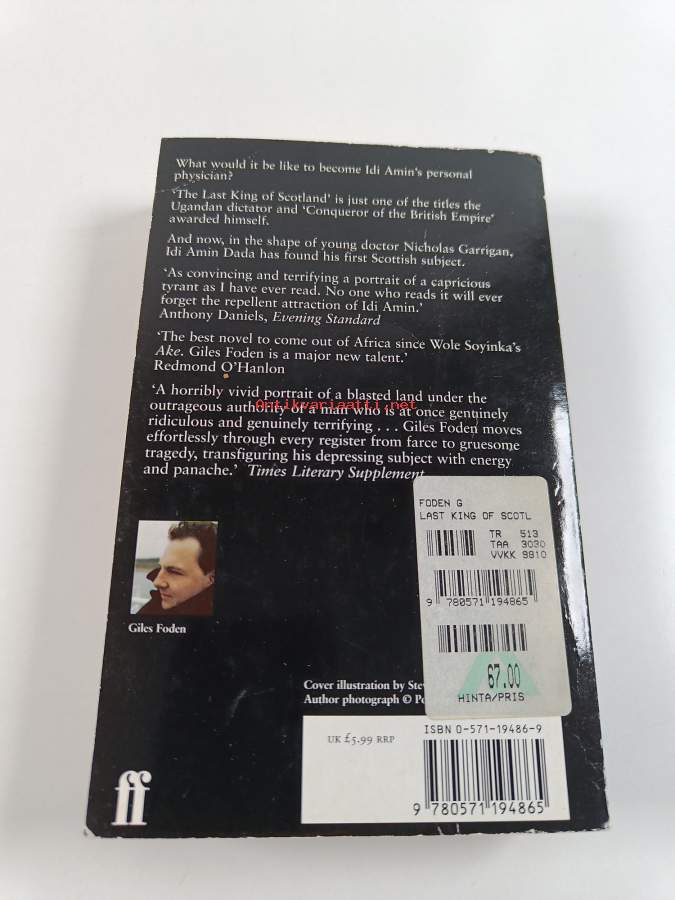 What would it be like to become Idi Amin's personal
physician?
'The Last King of Scotland' is just one of the titles the
Ugandan dictator and 'Conqueror of the British Empire'
awarded himself.
And now, in the shape of young doctor Nicholas Garrigan,
Idi Amin Dada has found his first Scottish subject.
'As convincing and terrifying a portrait of a capricious
tyrant as I have ever read. No one who reads it will ever
forget the repellent attraction of Idi Amin.'
Anthony Daniels, Evening Standard
'The best novel to come out of Africa since Wole Soyinka's
Ake. Giles Foden is a major new talent.'
Redmond O'Hanlon
'A horribly vivid portrait of a blasted land under the
Antikvariaatti.net
outrageous authority of a man who is at once genuinely
ridiculous and genuinely terrifying . . . Giles Foden moves
effortlessly through every register from farce to gruesome
tragedy, transfiguring his depressing subject with energy
and panache.' Times Literary Supplement
FODEN G
LAST KING OF SCOTL
TR 513
TAA 3030
VVKK 9810
9 780571 194865
67.00
HINTA/PRIS
Giles Foden
Cover illustration by
Author photograph ©
UK £5.99 RRP
ISBN 0-571-19486-9
9 780571 194865
ff